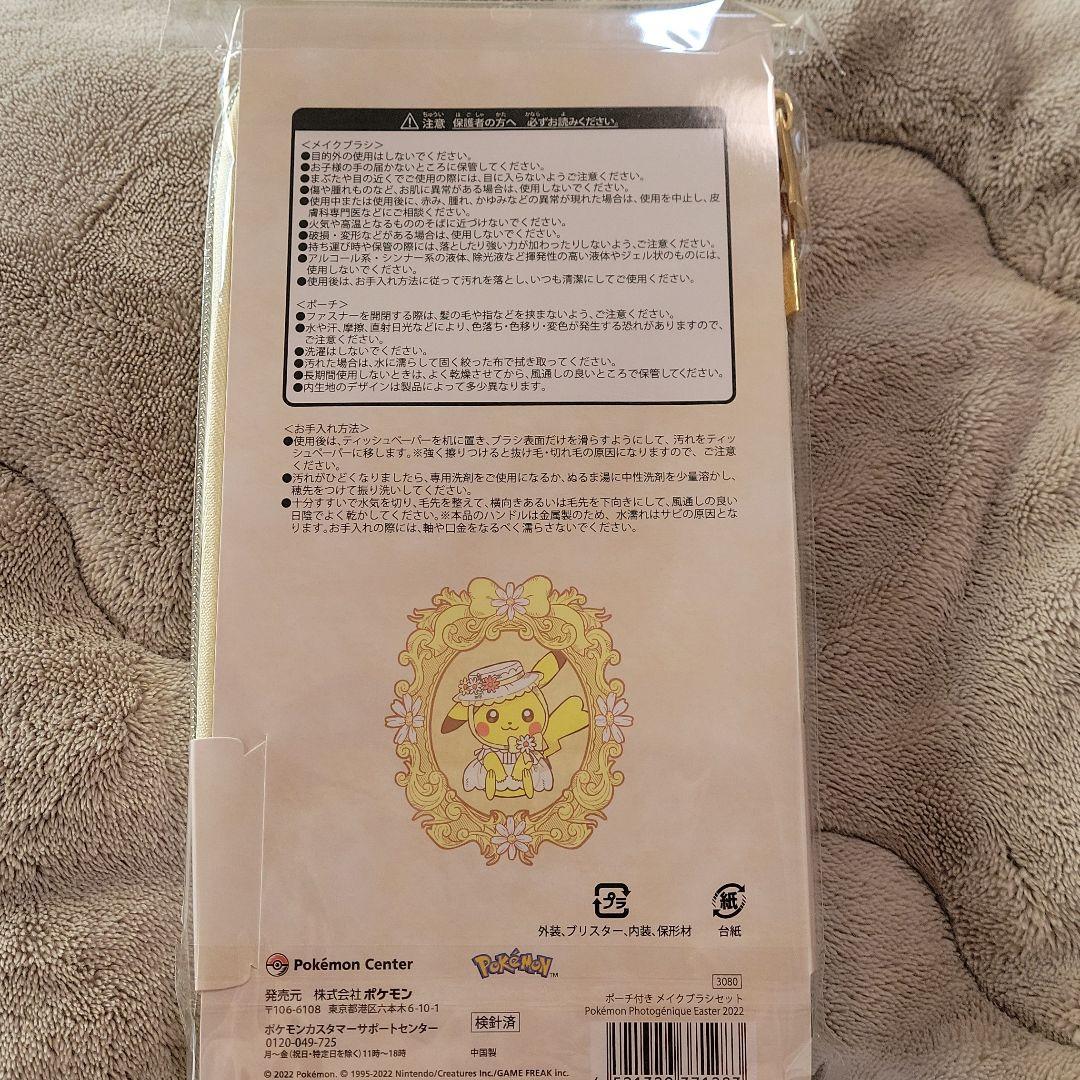 ⚠注意 保護者の方へ 必ずお読みください。
<メイクブラシ>
●目的外の使用はしないでください。
●お子様の手の届かないところに保管してください。
●まぶたや目の近くでご使用の際には、目に入らないようご注意ください。
●傷や腫れものなど、お肌に異常がある場合は、使用しないでください。
●使用中または使用後に、赤み、腫れ、かゆみなどの異常が現れた場合は、使用を中止し、皮
膚科専門医などにご相談ください。
●火気や高温となるもののそばに近づけないでください。
●破損・変形などがある場合は、使用しないでください。
●持ち運び時や保管の際には、落としたり強い力が加わったりしないよう、ご注意ください。
●アルコール系・シンナー系の液体、除光液など揮発性の高い液体やジェル状のものには、
使用しないでください。
●使用後は、お手入れ方法に従って汚れを落とし、いつも清潔にしてご使用ください。
<ポーチ>
●ファスナーを開閉する際は、髪の毛や指などを挟まないよう、ご注意ください。
●水や汗、摩擦、直射日光などにより、色落ち・色移り・変色が発生する恐れがありますので、
ご注意ください。
●洗濯はしないでください。
●汚れた場合は、水に濡らして固く絞った布で拭き取ってください。
●長期間使用しないときは、よく乾燥させてから、風通しの良いところで保管してください。
●内生地のデザインは製品によって多少異なります。
<お手入れ方法>
●使用後は、ティッシュペーパーを机に置き、ブラシ表面だけを滑らすようにして、汚れをティッ
シュペーパーに移します。※強く擦りつけると抜け毛・切れ毛の原因になりますので、ご注意
ください。
●汚れがひどくなりましたら、専用洗剤をご使用になるか、ぬるま湯に中性洗剤を少量溶かし、
穂先をつけて振り洗いしてください。
●十分すすいで水気を切り、毛先を整えて、横向きあるいは毛先を下向きにして、風通しの良い
日陰でよく乾かしてください。※本品のハンドルは金属製のため、水濡れはサビの原因とな
ります。お手入れの際には、軸や口金をなるべく濡らさないでください。
プラ 紙
外装、ブリスター、内装、保形材 台紙
Pokémon Center POKÉMON™
3080
発売元 株式会社ポケモン
ポーチ付き メイクブラシセット
〒106-6108 東京都港区六本木6-10-1
Pokémon Photogénique Easter 2022
ポケモンカスタマーサポートセンター
0120-049-725
検針済
月～金(祝日・特定日を除く)11時～18時
中国製
© 2022 Pokémon. © 1995-2022 Nintendo/Creatures Inc./GAME FREAK inc.